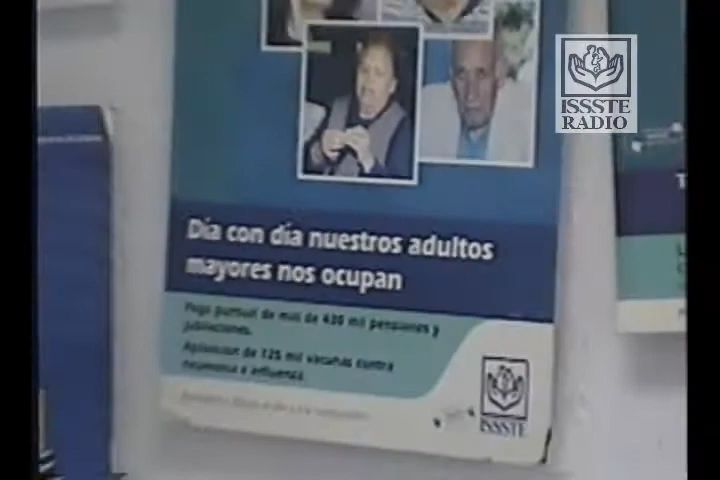 ISSSTE
RADIO
Día con día nuestros adultos
mayores nos ocupan
Pago puntual de más de 430 mil pensiones y
jubilaciones.
Aplicación de 125 mil vacunas contra
neumonía e influenza.
ISSSTE